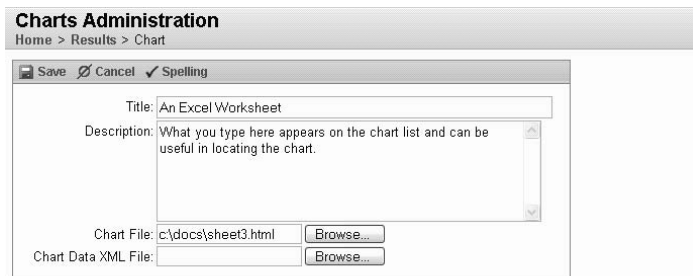 Charts Administration
Home > Results > Chart
Save Cancel Spelling
Title: An Excel Worksheet
Description: What you type here appears on the chart list and can be
useful in locating the chart.
Chart File: c:\docs\sheet3.html Browse...
Chart Data XML File: Browse...